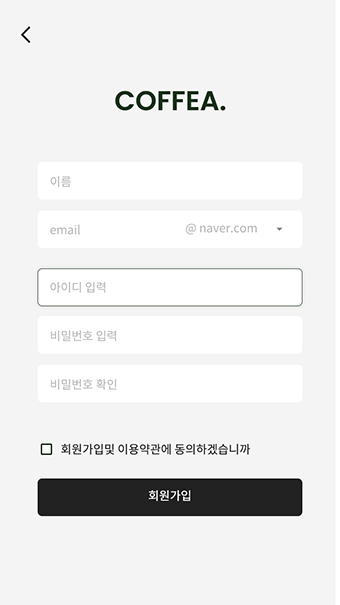 COFFEA.
이름
email @ naver.com
아이디 입력
비밀번호 입력
비밀번호 확인
회원가입및 이용약관에 동의하겠습니까
회원가입